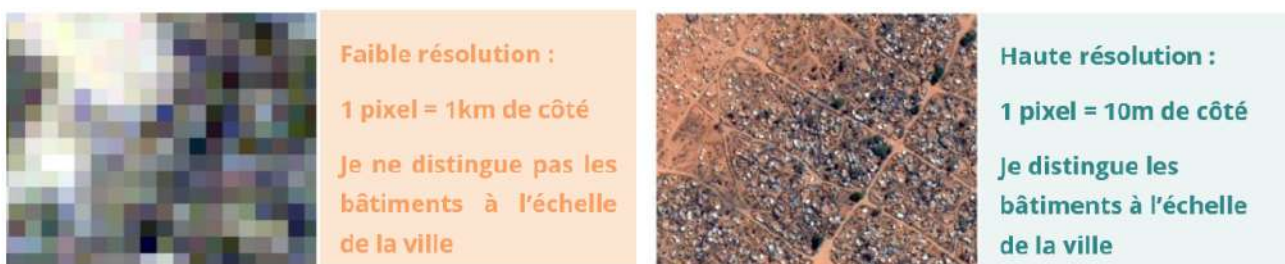 Faible résolution :
1 pixel = 1km de côté
Je ne distingue pas les
bâtiments à l'échelle
de la ville
Haute résolution :
1 pixel = 10m de côté
Je distingue les
bâtiments à l'échelle
de la ville